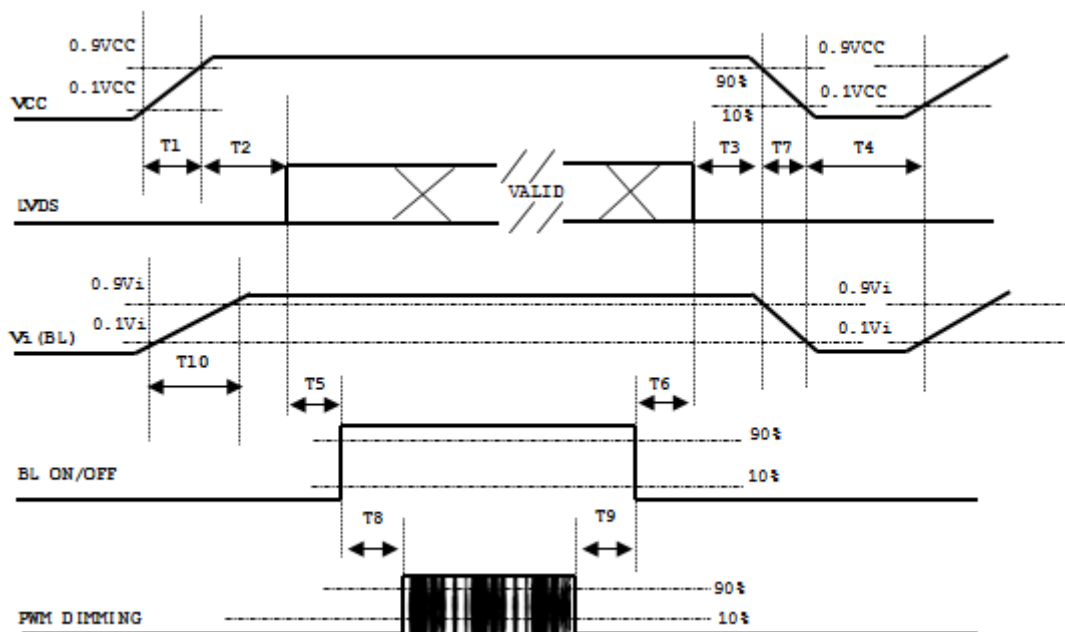 0.9VCC
0.9VCC
90%
0.1VCC
0.1VCC
VCC
10%
T1
T2
T3
T7
T4
VALID
LVDS
0.9Vi
0.9Vi
0.1Vi
0.1Vi
Vi(BL)
T10
T5
T6
90%
BL ON/OFF
10%
T8
T9
90%
PWM DIMMING
10%